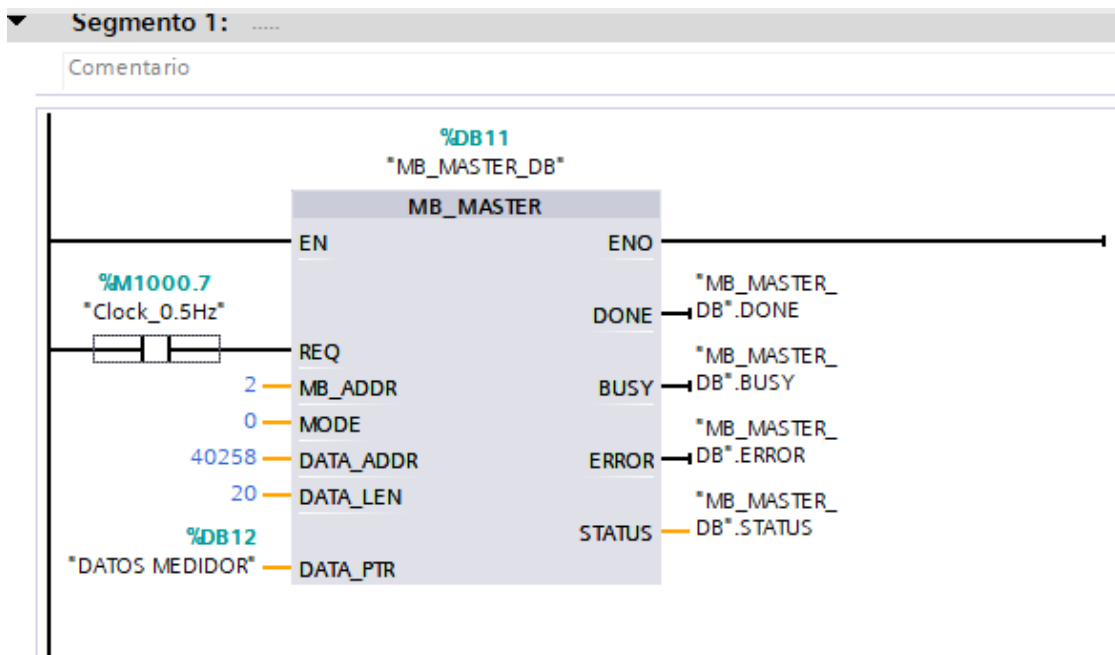 Segmento 1: .....
Comentario
%DB11
"MB_MASTER_DB"
MB_MASTER
EN
ENO
%M1000.7
"Clock_0.5Hz"
"MB_MASTER_
DB".DONE
DONE
REQ
"MB_MASTER_
DB".BUSY
2
MB_ADDR
BUSY
0
MODE
"MB_MASTER_
DB".ERROR
40258
DATA_ADDR
ERROR
20
DATA_LEN
"MB_MASTER_
DB".STATUS
STATUS
%DB12
"DATOS MEDIDOR"
DATA_PTR